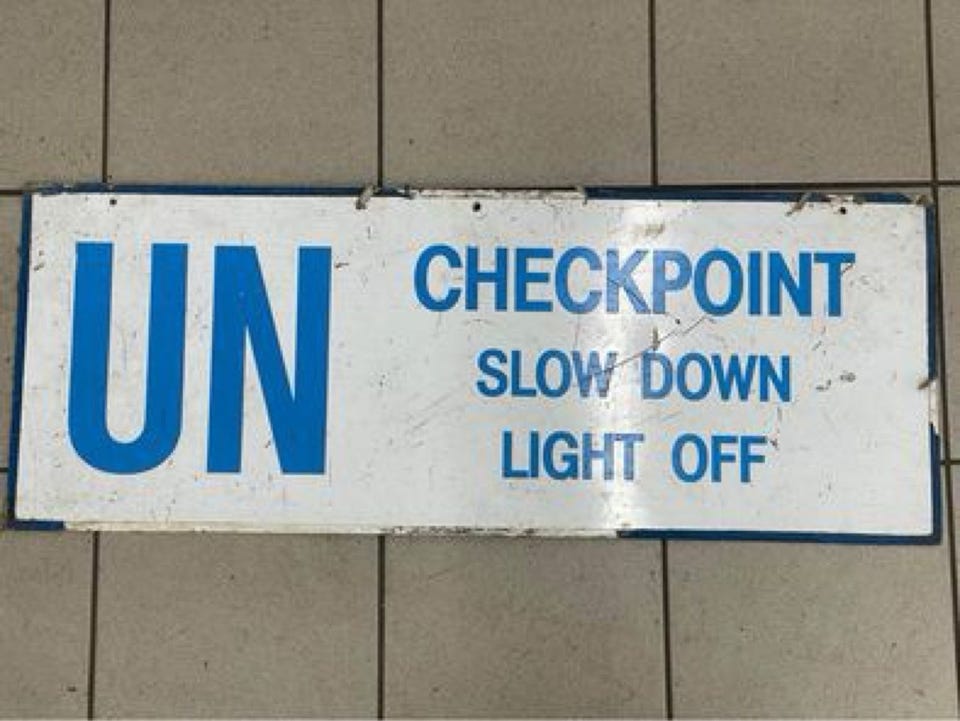 UN
CHECKPOINT
SLOW DOWN
LIGHT OFF